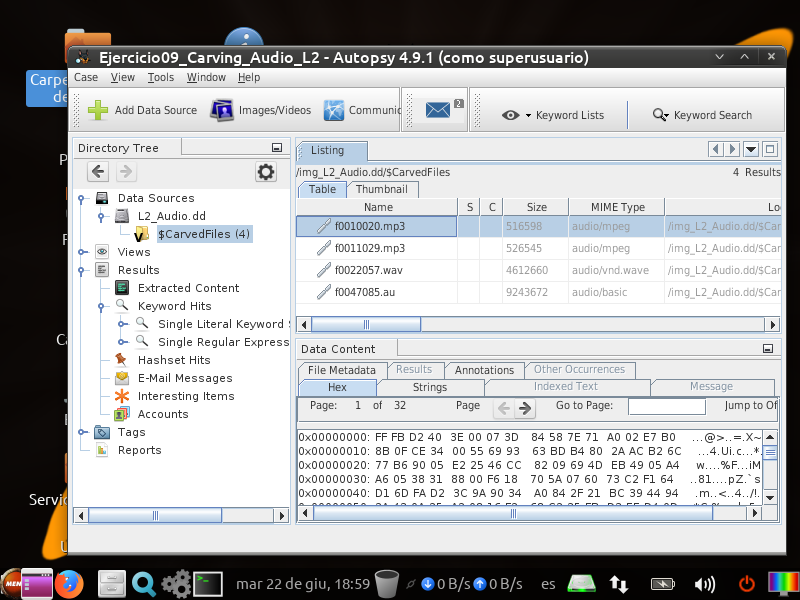 Ejercicio09_Carving_Audio_L2 - Autopsy 4.9.1 (como superusuario)
Carpe
de
Case View Tools Window Help
Add Data Source Images/Videos Communic 2 Keyword Lists Keyword Search
Directory Tree
Data Sources
L2_Audio.dd
$CarvedFiles (4)
Views
Results
Extracted Content
Keyword Hits
Single Literal Keyword S
Single Regular Express
Hashset Hits
E-Mail Messages
Interesting Items
Accounts
Tags
Reports
Listing
/img_L2_Audio.dd/$CarvedFiles 4 Results
Table Thumbnail
Name S C Size MIME Type Loc
f0010020.mp3 516598 audio/mpeg /img_L2_Audio.dd/$Car
f0011029.mp3 526545 audio/mpeg /img_L2_Audio.dd/$Car
f0022057.wav 4612660 audio/vnd.wave /img_L2_Audio.dd/$Car
f0047085.au 9243672 audio/basic /img_L2_Audio.dd/$Car
Data Content
File Metadata Results Annotations Other Occurrences
Hex Strings Indexed Text Message
Page: 1 of 32 Page Go to Page: Jump to Of
0x00000000: FF FB D2 40 3E 00 07 3D 84 58 7E 71 A0 02 E7 B0 ...@>..=.X~
0x00000010: 8B 0F CE 34 00 55 69 93 63 BD B4 80 2A AC B2 6C ...4.Ui.c...*.
0x00000020: 77 B6 90 05 E2 25 46 CC 82 09 69 4D EB 49 05 A4 w....%F...iM
0x00000030: A6 05 38 31 88 00 F6 18 70 5A 07 60 73 C2 F1 64 ..81....pZ.`s
0x00000040: D1 6D FA D2 3C 9A 90 34 A0 84 2F 21 BC 39 44 94 .m..<..4../!.
Servic
MEN
mar 22 de giu, 18:59 0 B/s 0 B/s es